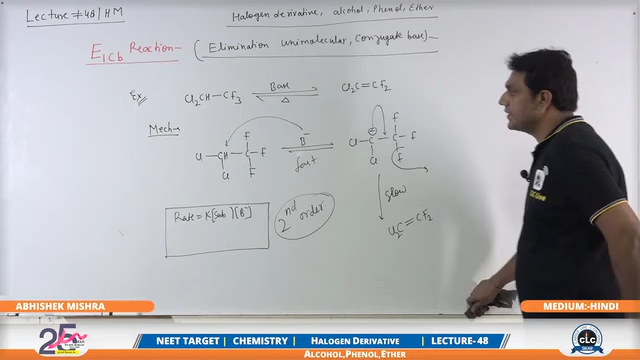 Lecture #48 | HM
Halogen derivative, alcohol, Phenol, Ether
E1cb Reaction- (Elimination unimolecular, Conjugate base)-
Ex Cl2CH-CF3 Base Δ Cl2C=CF2
Mech-
F
Cl-CH-C-F
Cl F
B-
fast
F
Cl-C-C-F
Cl F
slow
Cl2C=CF2
Rate = K[Sub][B-]
2nd order
ABHISHEK MISHRA
MEDIUM:-HINDI
25
CLC
NEET TARGET | CHEMISTRY | HALOGEN DERIVATIVE | LECTURE-48
ALCOHOL,PHENOL,ETHER